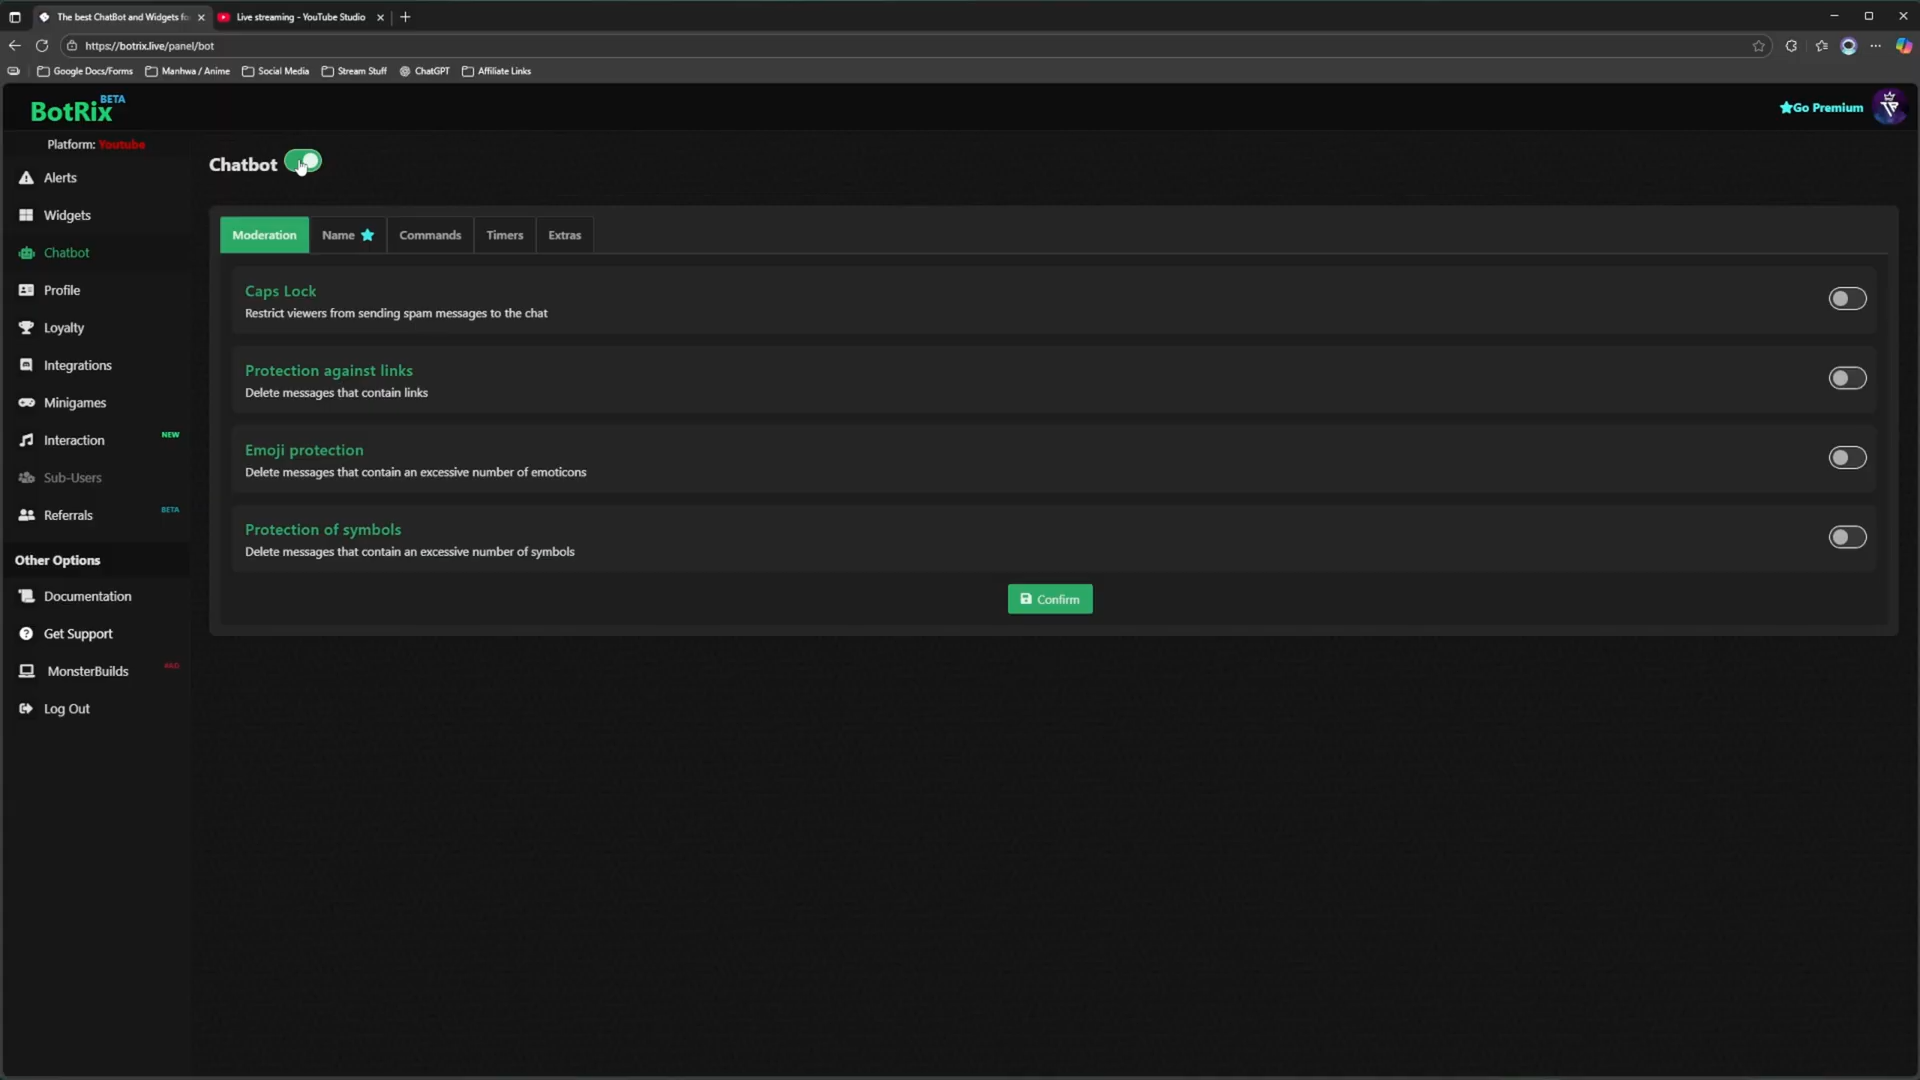 The best ChatBot and Widgets fo
Live streaming - YouTube Studio
https://botrix.live/panel/bot
Google Docs/Forms
Manhwa / Anime
Social Media
Stream Stuff
ChatGPT
Affiliate Links
BotRix BETA
Go Premium
Platform: Youtube
Chatbot
Alerts
Widgets
Chatbot
Profile
Loyalty
Integrations
Minigames
Interaction NEW
Sub-Users
Referrals BETA
Other Options
Documentation
Get Support
MonsterBuilds #AD
Log Out
Moderation
Name
Commands
Timers
Extras
Caps Lock
Restrict viewers from sending spam messages to the chat
Protection against links
Delete messages that contain links
Emoji protection
Delete messages that contain an excessive number of emoticons
Protection of symbols
Delete messages that contain an excessive number of symbols
Confirm